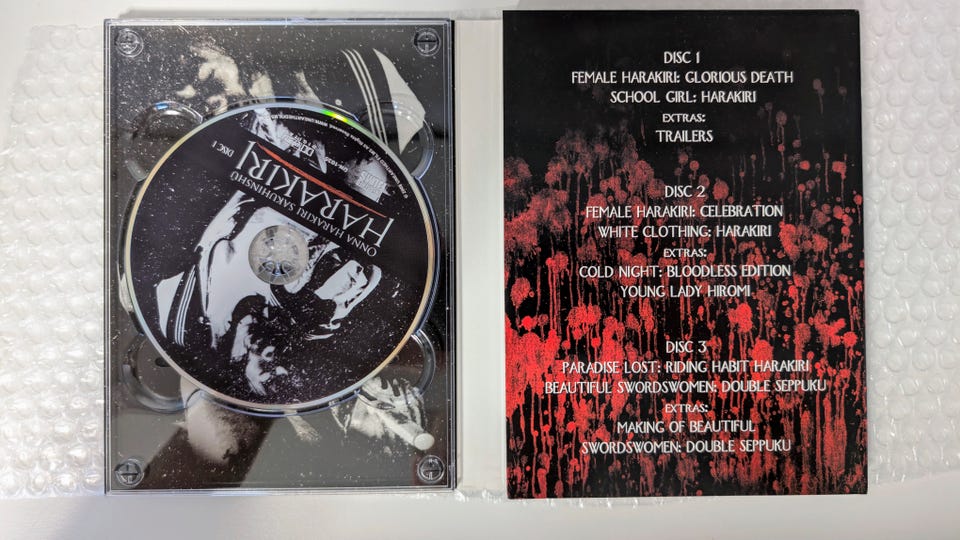 DISC 1
ONNA HARAKIRI SAKUHINSHŪ
HARAKIRI
DISC 1
FEMALE HARAKIRI: GLORIOUS DEATH
SCHOOL GIRL: HARAKIRI
EXTRAS:
TRAILERS
DISC 2
FEMALE HARAKIRI: CELEBRATION
WHITE CLOTHING: HARAKIRI
EXTRAS:
COLD NIGHT: BLOODLESS EDITION
YOUNG LADY HIROMI
DISC 3
PARADISE LOST: RIDING HABIT HARAKIRI
BEAUTIFUL SWORDSWOMEN: DOUBLE SEPPUKU
EXTRAS:
MAKING OF BEAUTIFUL
SWORDSWOMEN: DOUBLE SEPPUKU